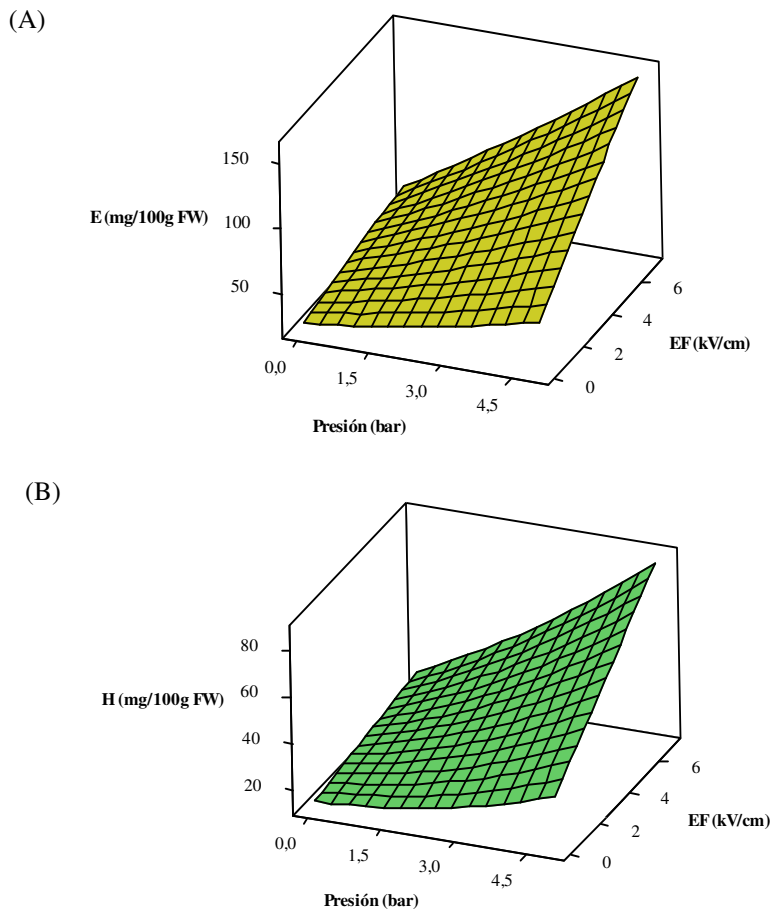 (A)
150
100
E (mg/100g FW)
50
6
4
EF (kV/cm)
2
0
0,0
1,5
3,0
4,5
Presión (bar)
(B)
80
60
H (mg/100g FW)
40
20
6
4
EF (kV/cm)
2
0
0,0
1,5
3,0
4,5
Presión (bar)